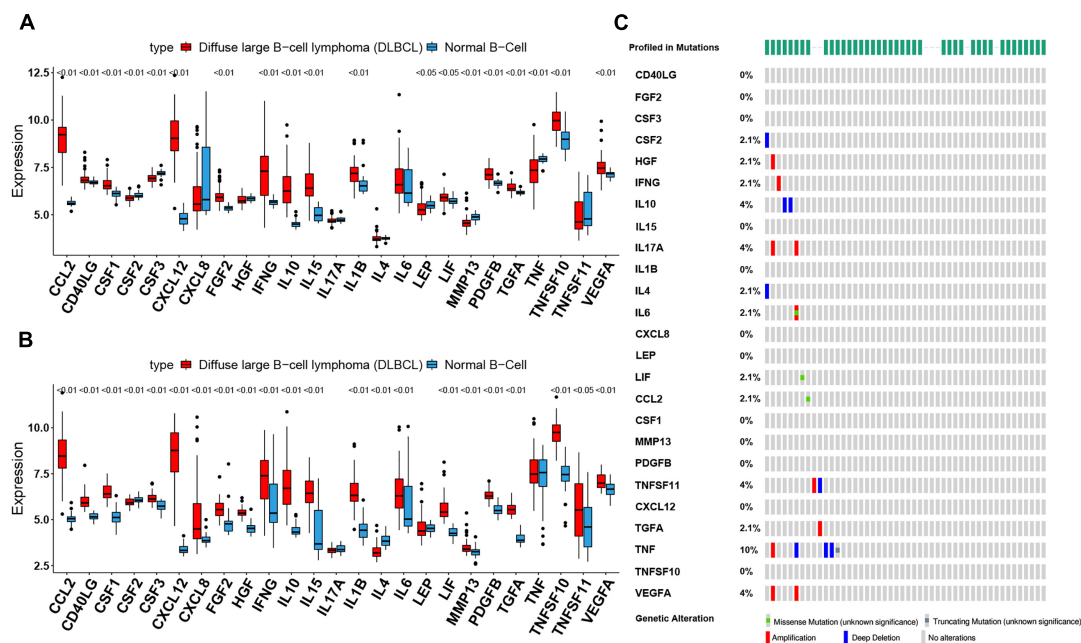 A
type Diffuse large B-cell lymphoma (DLBCL) Normal B-Cell
<0.01 <0.01 <0.01 <0.01 <0.01 <0.01 <0.01 <0.01 <0.01 <0.01 <0.01 <0.05 <0.05 <0.01 <0.01 <0.01 <0.01 <0.01 <0.01
12.5
10.0
7.5
5.0
Expression
CCL2 CD40LG CSF1 CSF2 CSF3 CXCL12 CXCL8 FGF2 HGF IFNG IL10 IL15 IL17A IL1B IL4 IL6 LEP LIF MMP13 PDGFB TGFA TNF TNFSF10 TNFSF11 VEGFA
B
type Diffuse large B-cell lymphoma (DLBCL) Normal B-Cell
<0.01 <0.01 <0.01 <0.01 <0.01 <0.01 <0.01 <0.01 <0.01 <0.01 <0.01 <0.01 <0.01 <0.01 <0.01 <0.01 <0.01 <0.01 <0.01 <0.01 <0.05 <0.01
10.0
7.5
5.0
2.5
Expression
CCL2 CD40LG CSF1 CSF2 CSF3 CXCL12 CXCL8 FGF2 HGF IFNG IL10 IL15 IL17A IL1B IL4 IL6 LEP LIF MMP13 PDGFB TGFA TNF TNFSF10 TNFSF11 VEGFA
C
Profiled in Mutations
CD40LG 0%
FGF2 0%
CSF3 0%
CSF2 2.1%
HGF 2.1%
IFNG 2.1%
IL10 4%
IL15 0%
IL17A 4%
IL1B 0%
IL4 2.1%
IL6 2.1%
CXCL8 0%
LEP 0%
LIF 2.1%
CCL2 2.1%
CSF1 0%
MMP13 0%
PDGFB 0%
TNFSF11 4%
CXCL12 0%
TGFA 2.1%
TNF 10%
TNFSF10 0%
VEGFA 4%
Genetic Alteration Missense Mutation (unknown significance) Truncating Mutation (unknown significance)
Amplification Deep Deletion No alterations